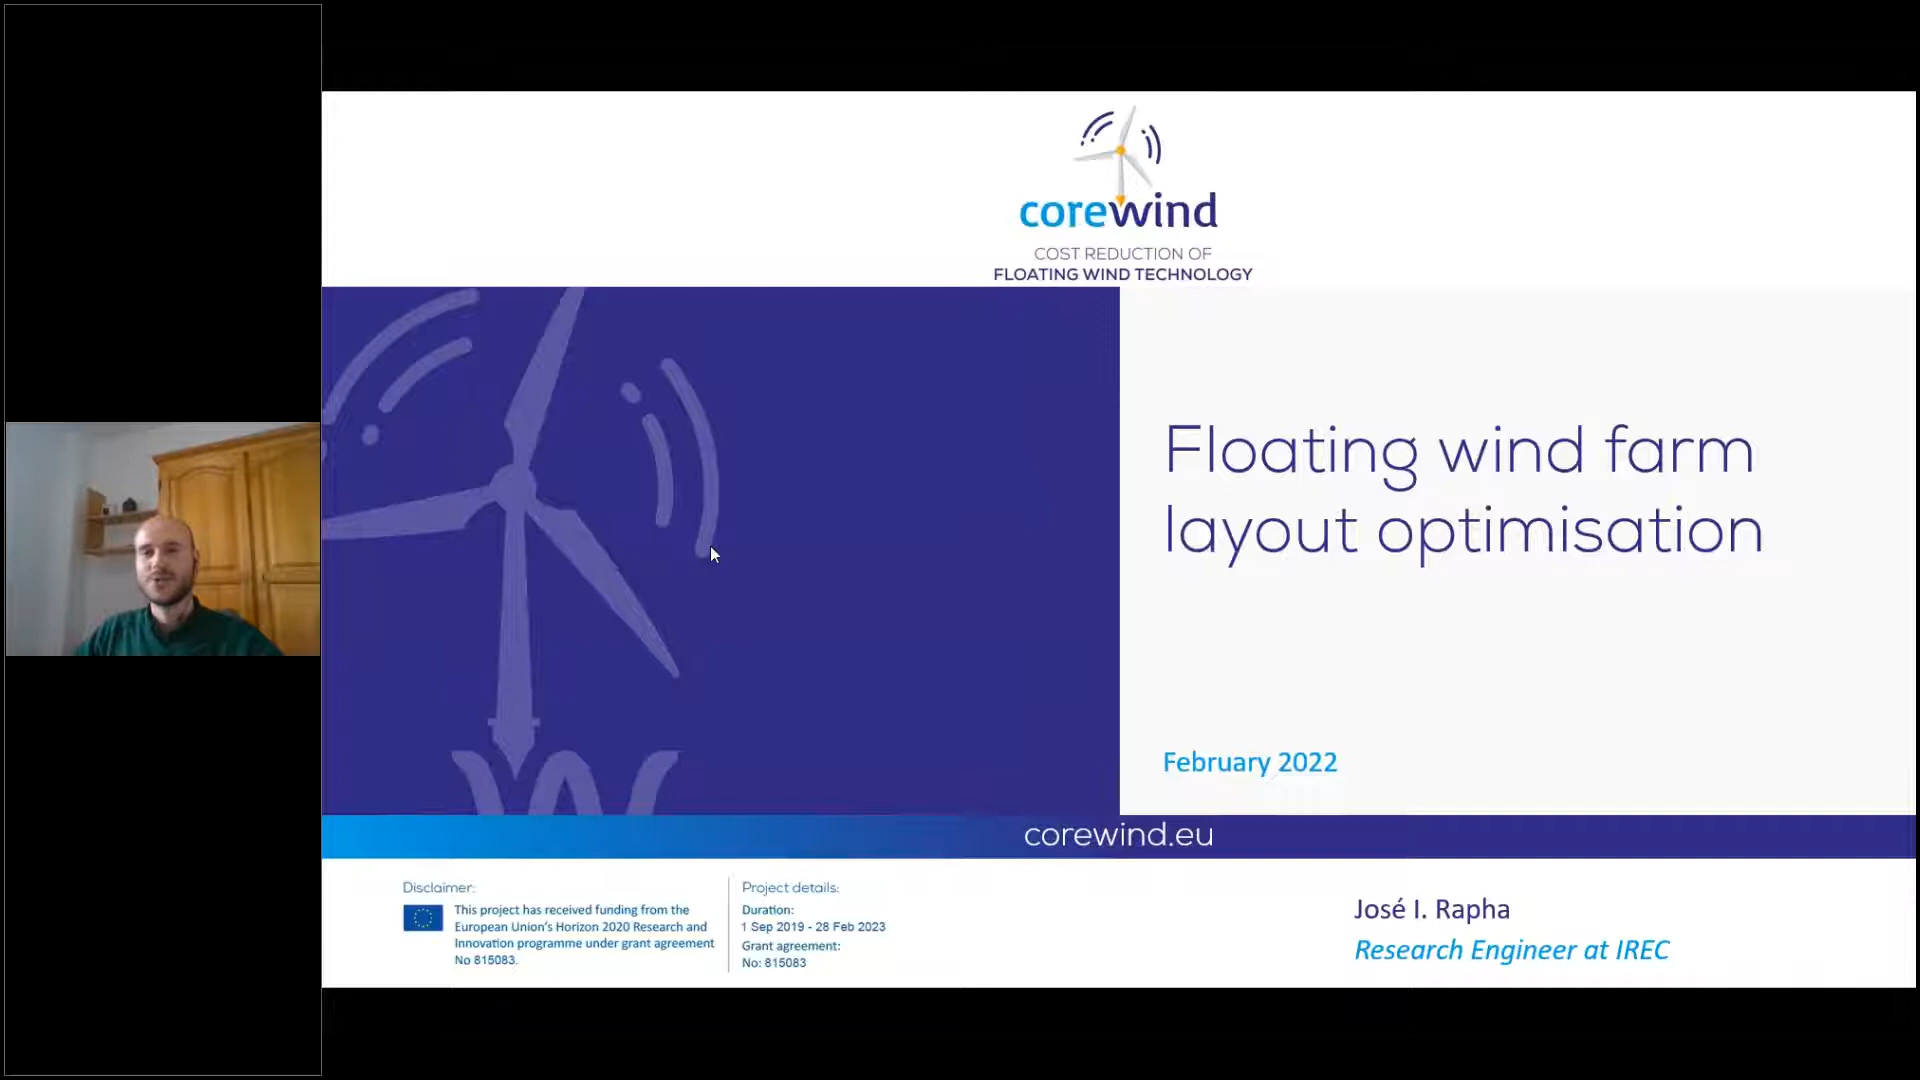 corewind
COST REDUCTION OF
FLOATING WIND TECHNOLOGY
Floating wind farm
layout optimisation
February 2022
corewind.eu
Disclaimer:
This project has received funding from the
European Union's Horizon 2020 Research and
Innovation programme under grant agreement
No 815083.
Project details:
Duration:
1 Sep 2019 - 28 Feb 2023
Grant agreement:
No: 815083
José I. Rapha
Research Engineer at IREC